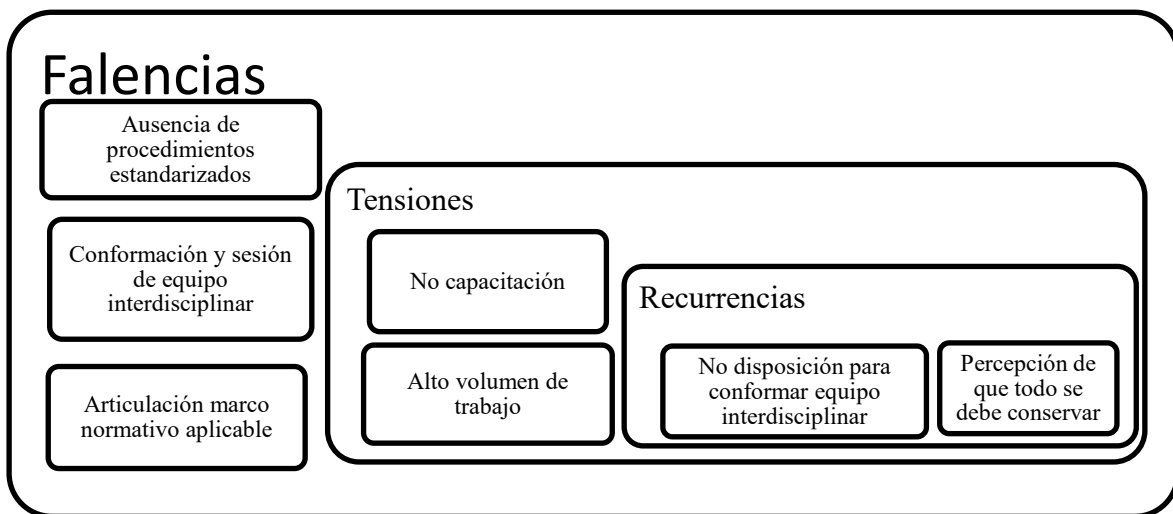 Falencias
Ausencia de
procedimientos
estandarizados
Conformación y sesión
de equipo
interdisciplinar
Articulación marco
normativo aplicable
Tensiones
No capacitación
Alto volumen de
trabajo
Recurrencias
No disposición para
conformar equipo
interdisciplinar
Percepción de
que todo se
debe conservar